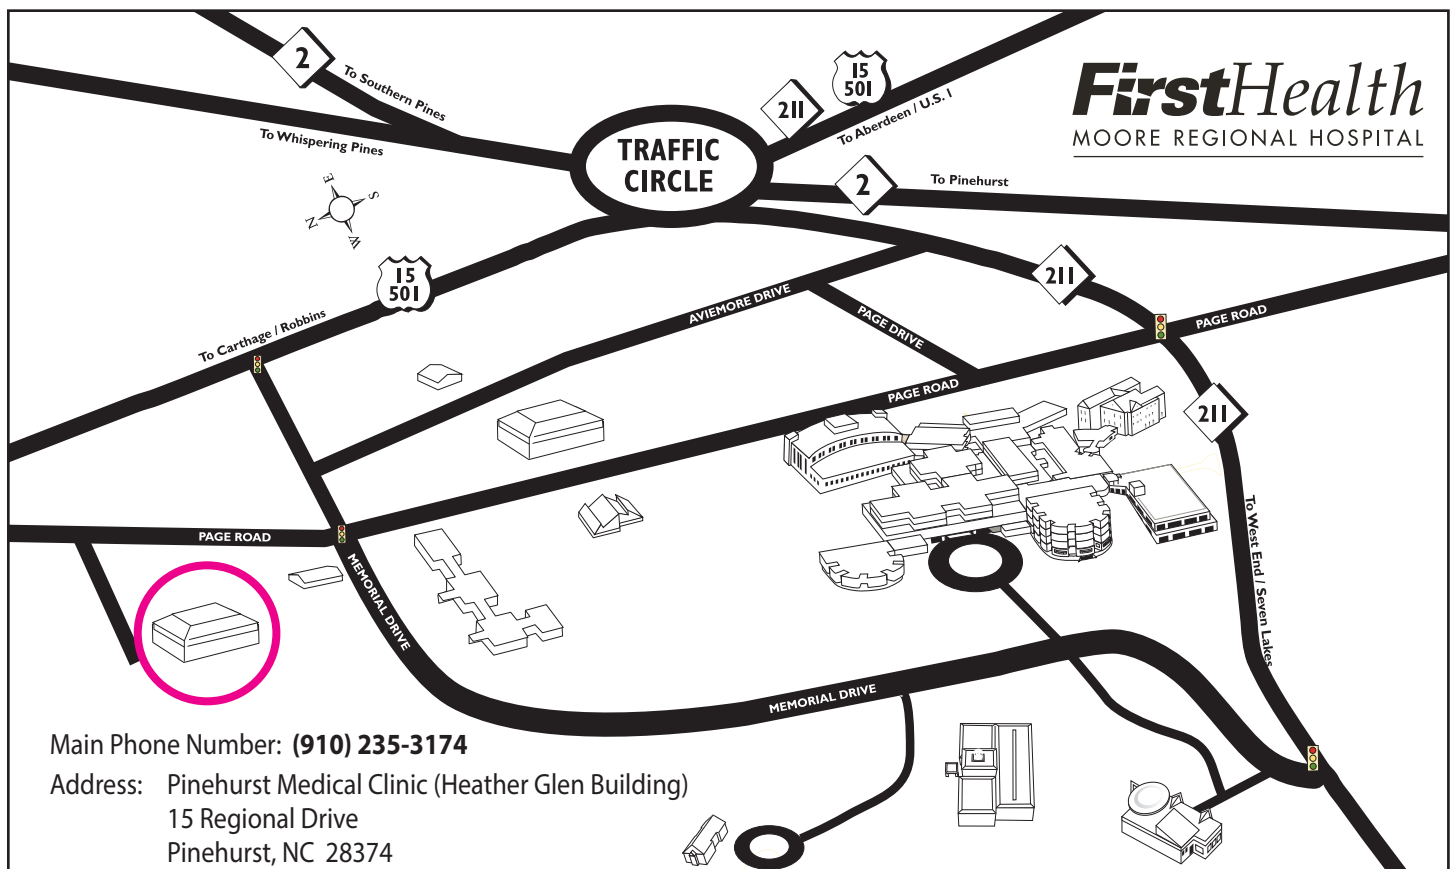 2
To Southern Pines
To Whispering Pines
TRAFFIC
CIRCLE
211
15
501
To Aberdeen / U.S. 1
FirstHealth
MOORE REGIONAL HOSPITAL
2
To Pinehurst
E
S
N
W
15
501
To Carthage / Robbins
211
AVIEMORE DRIVE
PAGE DRIVE
PAGE ROAD
PAGE ROAD
211
To West End / Seven Lakes
PAGE ROAD
MEMORIAL DRIVE
MEMORIAL DRIVE
Main Phone Number: (910) 235-3174
Address: Pinehurst Medical Clinic (Heather Glen Building)
15 Regional Drive
Pinehurst, NC 28374